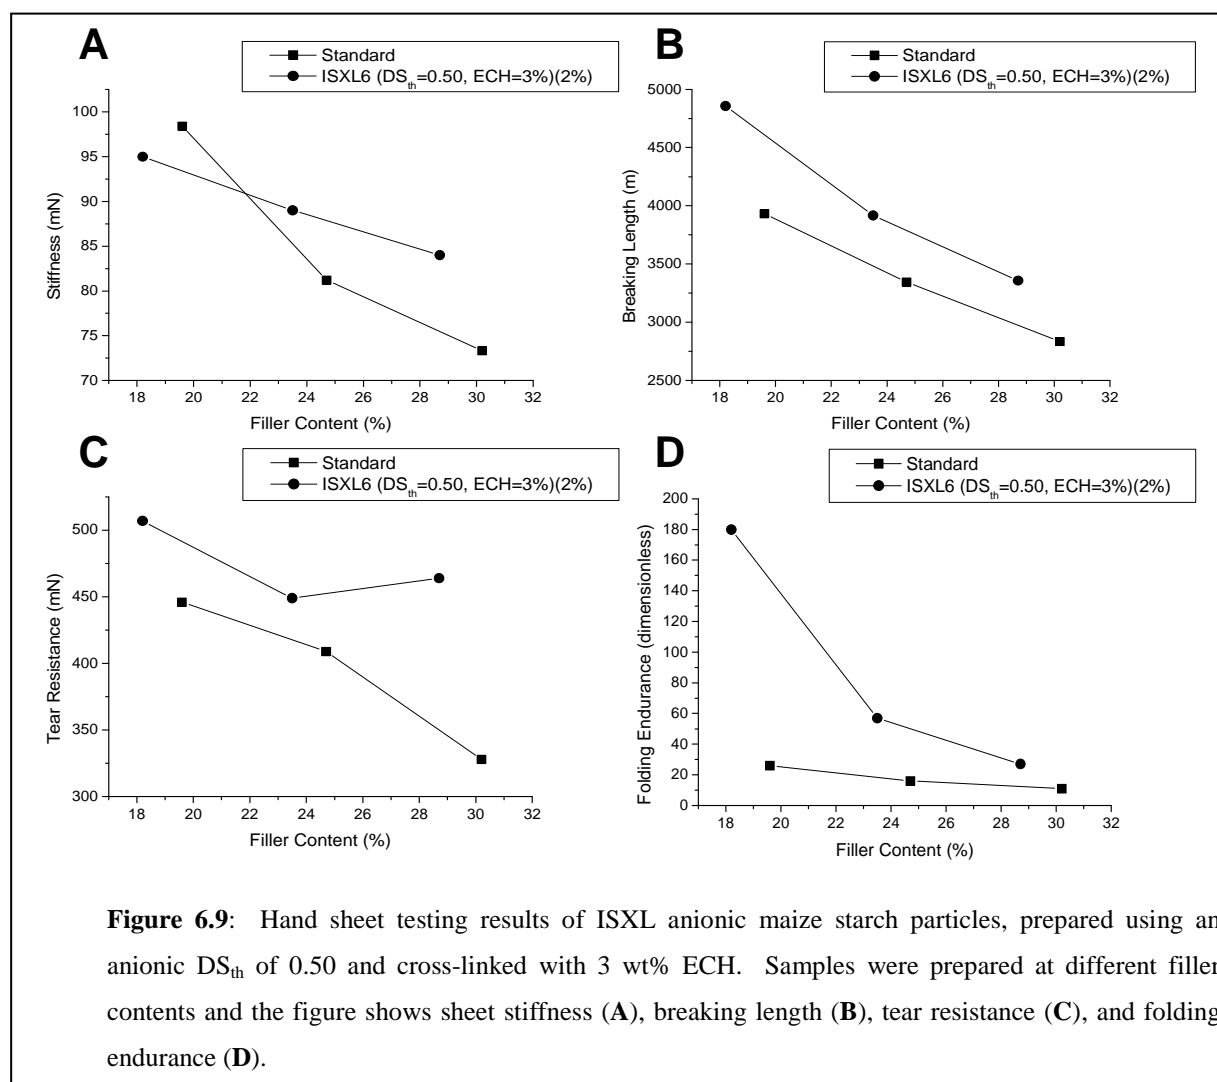 A
Standard
ISXL6 (DSth=0.50, ECH=3%)(2%)
100
95
90
85
80
75
70
Stiffness (mN)
18 20 22 24 26 28 30 32
Filler Content (%)
B
Standard
ISXL6 (DSth=0.50, ECH=3%)(2%)
5000
4500
4000
3500
3000
2500
Breaking Length (m)
18 20 22 24 26 28 30 32
Filler Content (%)
C
Standard
ISXL6 (DSth=0.50, ECH=3%)(2%)
500
450
400
350
300
Tear Resistance (mN)
18 20 22 24 26 28 30 32
Filler Content (%)
D
Standard
ISXL6 (DSth=0.50, ECH=3%)(2%)
200
180
160
140
120
100
80
60
40
20
0
Folding Endurance (dimensionless)
18 20 22 24 26 28 30 32
Filler Content (%)
Figure 6.9: Hand sheet testing results of ISXL anionic maize starch particles, prepared using an
anionic DSth of 0.50 and cross-linked with 3 wt% ECH. Samples were prepared at different filler
contents and the figure shows sheet stiffness (A), breaking length (B), tear resistance (C), and folding
endurance (D).